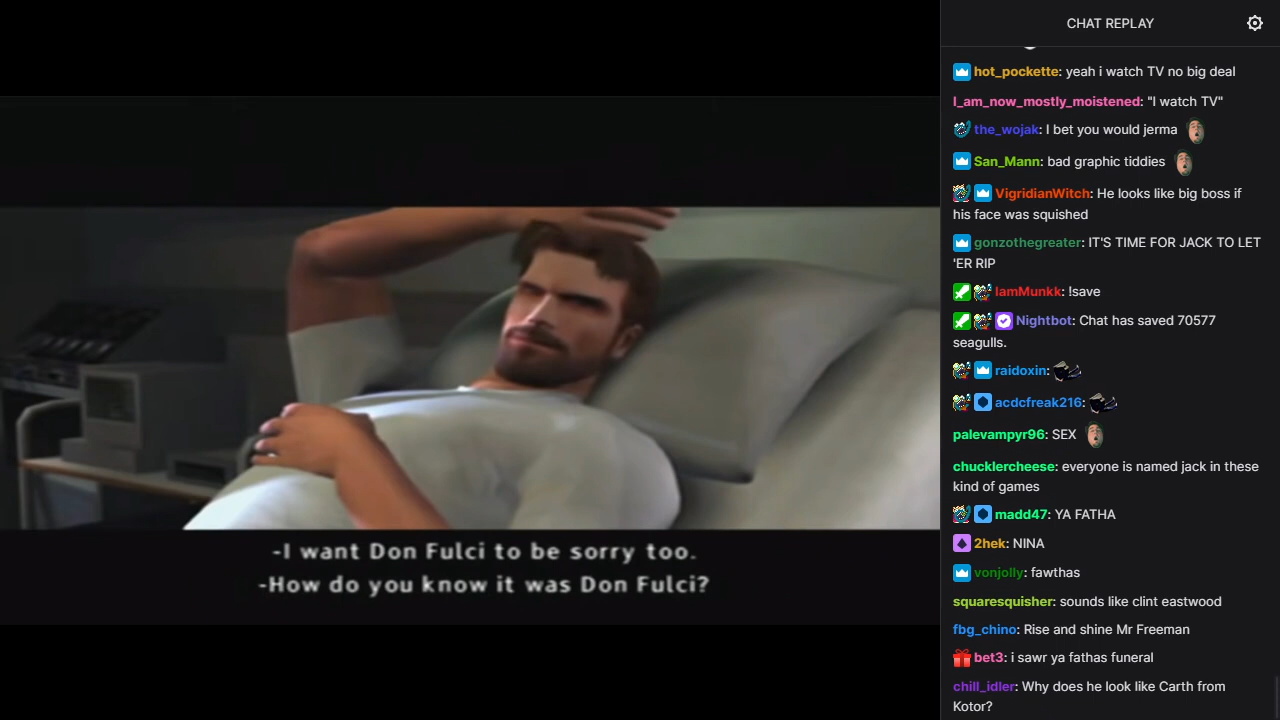 -I want Don Fulci to be sorry too.
-How do you know it was Don Fulci?
CHAT REPLAY
hot_pockette: yeah i watch TV no big deal
I_am_now_mostly_moistened: "I watch TV"
the_wojak: I bet you would jerma
San_Mann: bad graphic tiddies
VigridianWitch: He looks like big boss if
his face was squished
gonzothegreater: IT'S TIME FOR JACK TO LET
'ER RIP
IamMunkk: !save
Nightbot: Chat has saved 70577
seagulls.
raidoxin:
acdcfreak216:
palevampyr96: SEX
chucklercheese: everyone is named jack in these
kind of games
madd47: YA FATHA
2hek: NINA
vonjolly: fawthas
squaresquisher: sounds like clint eastwood
fbg_chino: Rise and shine Mr Freeman
bet3: i sawr ya fathas funeral
chill_idler: Why does he look like Carth from
Kotor?